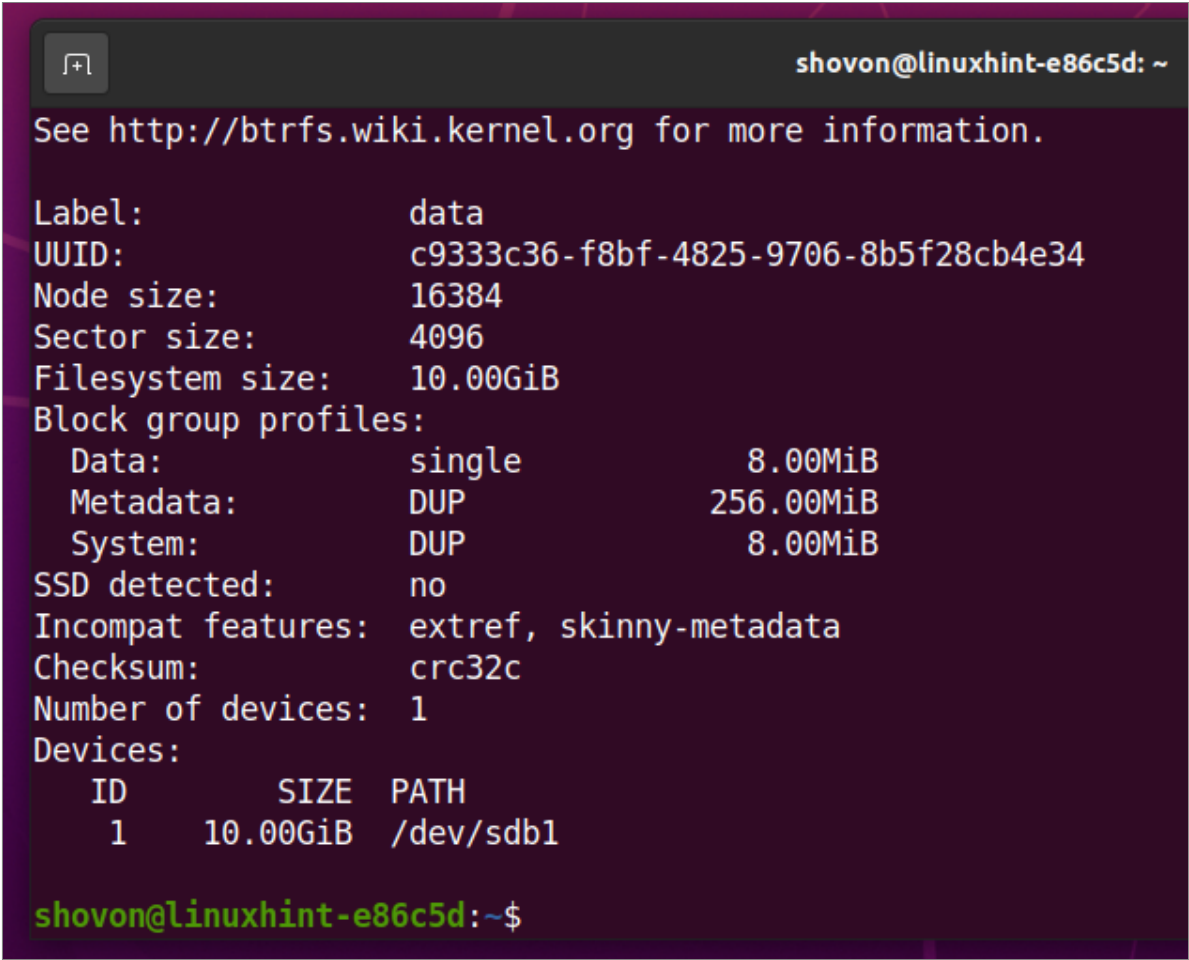 shovon@linuxhint-e86c5d: ~
See http://btrfs.wiki.kernel.org for more information.
Label: data
UUID: c9333c36-f8bf-4825-9706-8b5f28cb4e34
Node size: 16384
Sector size: 4096
Filesystem size: 10.00GiB
Block group profiles:
Data: single 8.00MiB
Metadata: DUP 256.00MiB
System: DUP 8.00MiB
SSD detected: no
Incompat features: extref, skinny-metadata
Checksum: crc32c
Number of devices: 1
Devices:
ID SIZE PATH
1 10.00GiB /dev/sdb1
shovon@linuxhint-e86c5d:~$